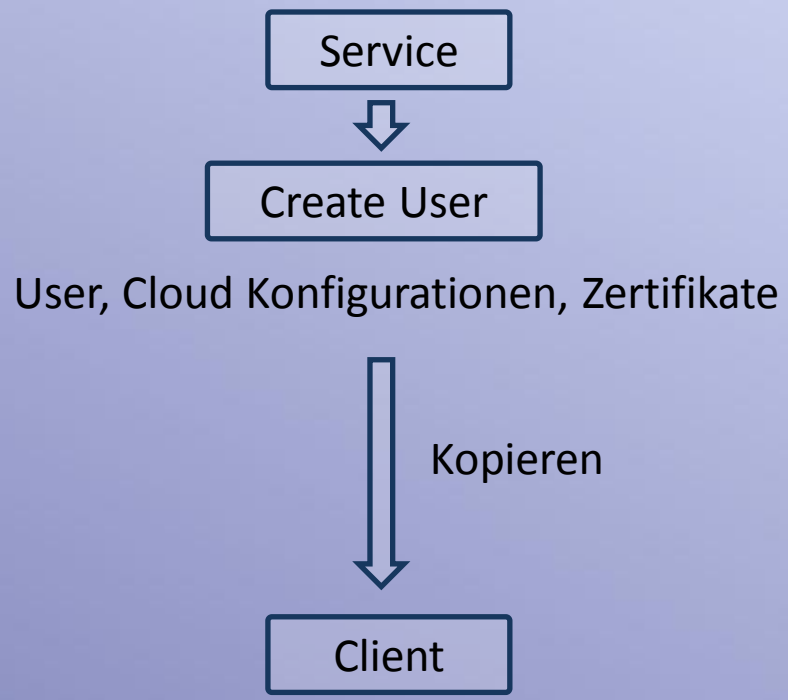 Service
Create User
User, Cloud Konfigurationen, Zertifikate
Kopieren
Client